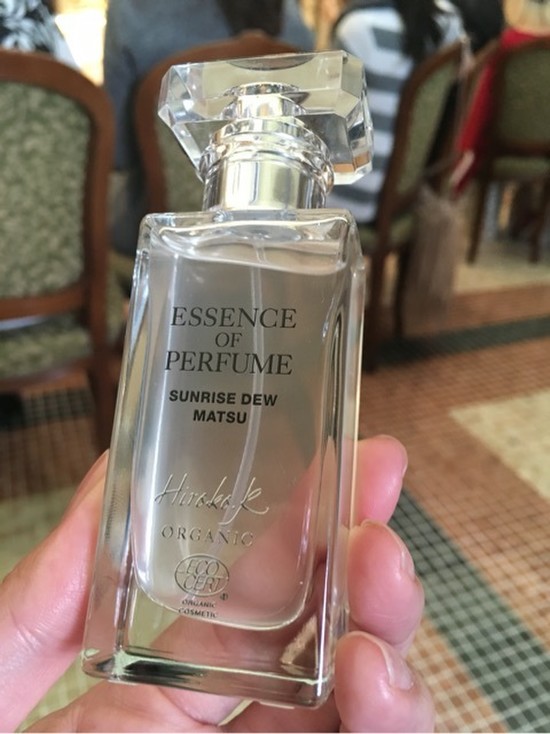 ESSENCE
OF
PERFUME
SUNRISE DEW
MATSU
Hiroko.K
ORGANIC
ECO
CERT
®
ORGANIC
COSMETIC